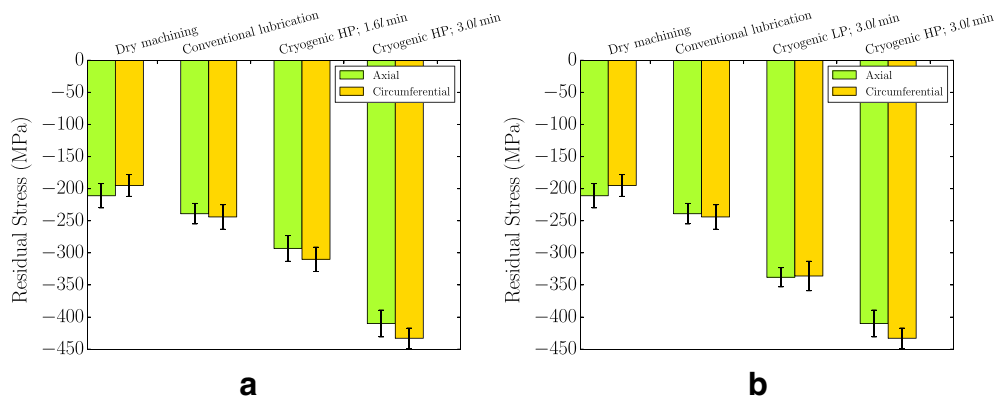 Dry machining
Conventional lubrication
Cryogenic HP; 1.6l min
Cryogenic HP; 3.0l min
0
−50
−100
−150
−200
−250
−300
−350
−400
−450
Residual Stress (MPa)
Axial
Circumferential
a
Dry machining
Conventional lubrication
Cryogenic LP; 3.0l min
Cryogenic HP; 3.0l min
0
−50
−100
−150
−200
−250
−300
−350
−400
−450
Residual Stress (MPa)
Axial
Circumferential
b